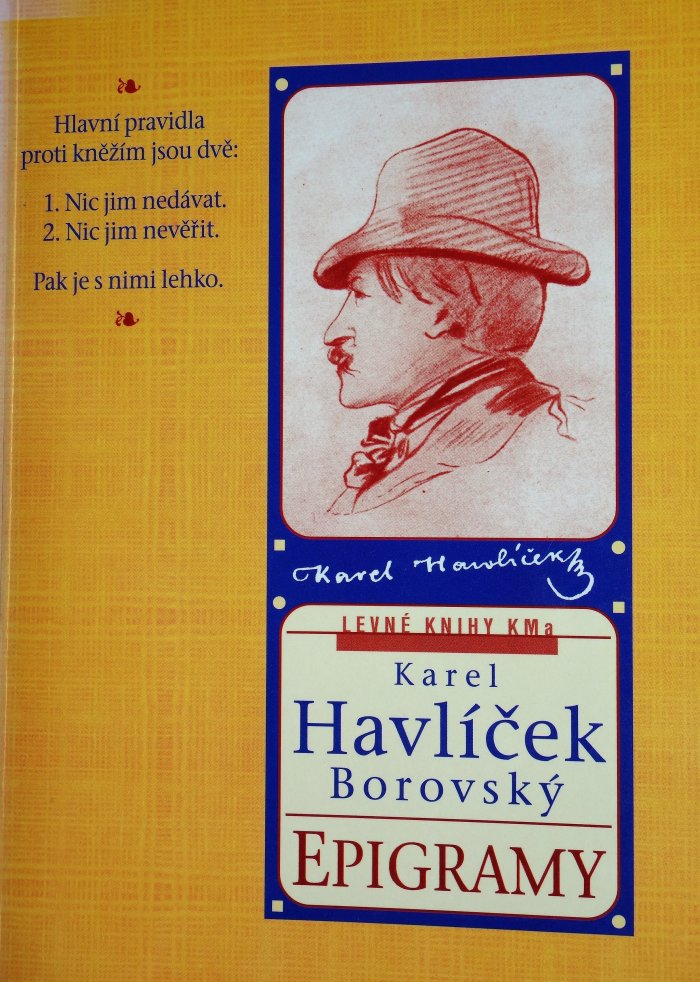 Hlavní pravidla
proti kněžím jsou dvě:
1. Nic jim nedávat.
2. Nic jim nevěřit.
Pak je s nimi lehko.
Karel Havlíček
LEVNÉ KNIHY KMa
Karel
Havlíček
Borovský
EPIGRAMY